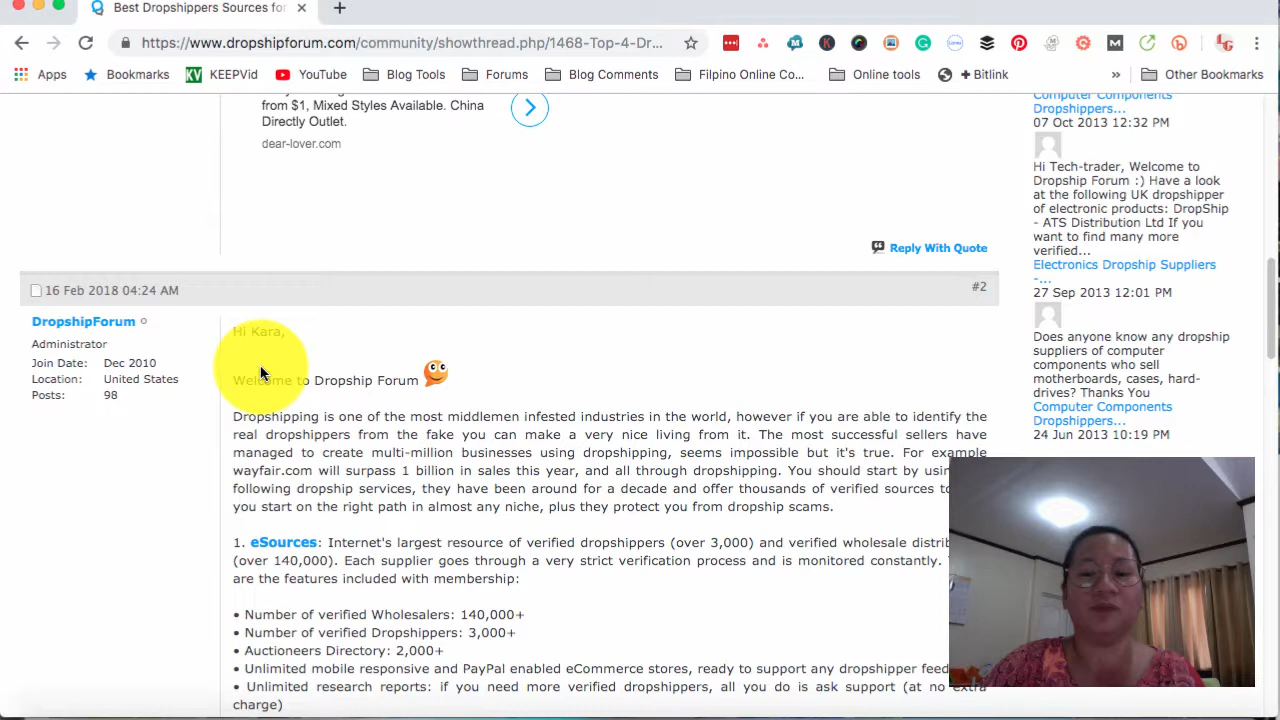 Best Dropshippers Sources for
https://www.dropshipforum.com/community/showthread.php/1468-Top-4-Dr...
Apps
Bookmarks
KEEPVid
YouTube
Blog Tools
Forums
Blog Comments
Filpino Online Co...
Online tools
+ Bitlink
»
Other Bookmarks
from $1, Mixed Styles Available. China
Directly Outlet.
dear-lover.com
Reply With Quote
16 Feb 2018 04:24 AM
#2
DropshipForum
Administrator
Join Date: Dec 2010
Location: United States
Posts: 98
Hi Kara,
Welcome to Dropship Forum
Dropshipping is one of the most middlemen infested industries in the world, however if you are able to identify the
real dropshippers from the fake you can make a very nice living from it. The most successful sellers have
managed to create multi-million businesses using dropshipping, seems impossible but it's true. For example
wayfair.com will surpass 1 billion in sales this year, and all through dropshipping. You should start by
following dropship services, they have been around for a decade and offer thousands of verified sources
you start on the right path in almost any niche, plus they protect you from dropship scams.
1. eSources: Internet's largest resource of verified dropshippers (over 3,000) and verified wholesale
(over 140,000). Each supplier goes through a very strict verification process and is monitored constantly.
are the features included with membership:
• Number of verified Wholesalers: 140,000+
• Number of verified Dropshippers: 3,000+
• Auctioneers Directory: 2,000+
• Unlimited mobile responsive and PayPal enabled eCommerce stores, ready to support any dropshipper
• Unlimited research reports: if you need more verified dropshippers, all you do is ask support (at no extra
charge)
Computer Components
Dropshippers...
07 Oct 2013 12:32 PM
Hi Tech-trader, Welcome to
Dropship Forum :) Have a look
at the following UK dropshipper
of electronic products: DropShip
- ATS Distribution Ltd If you
want to find many more
verified...
Electronics Dropship Suppliers
-...
27 Sep 2013 12:01 PM
Does anyone know any dropship
suppliers of computer
components who sell
motherboards, cases, hard-
drives? Thanks You
Computer Components
Dropshippers...
24 Jun 2013 10:19 PM